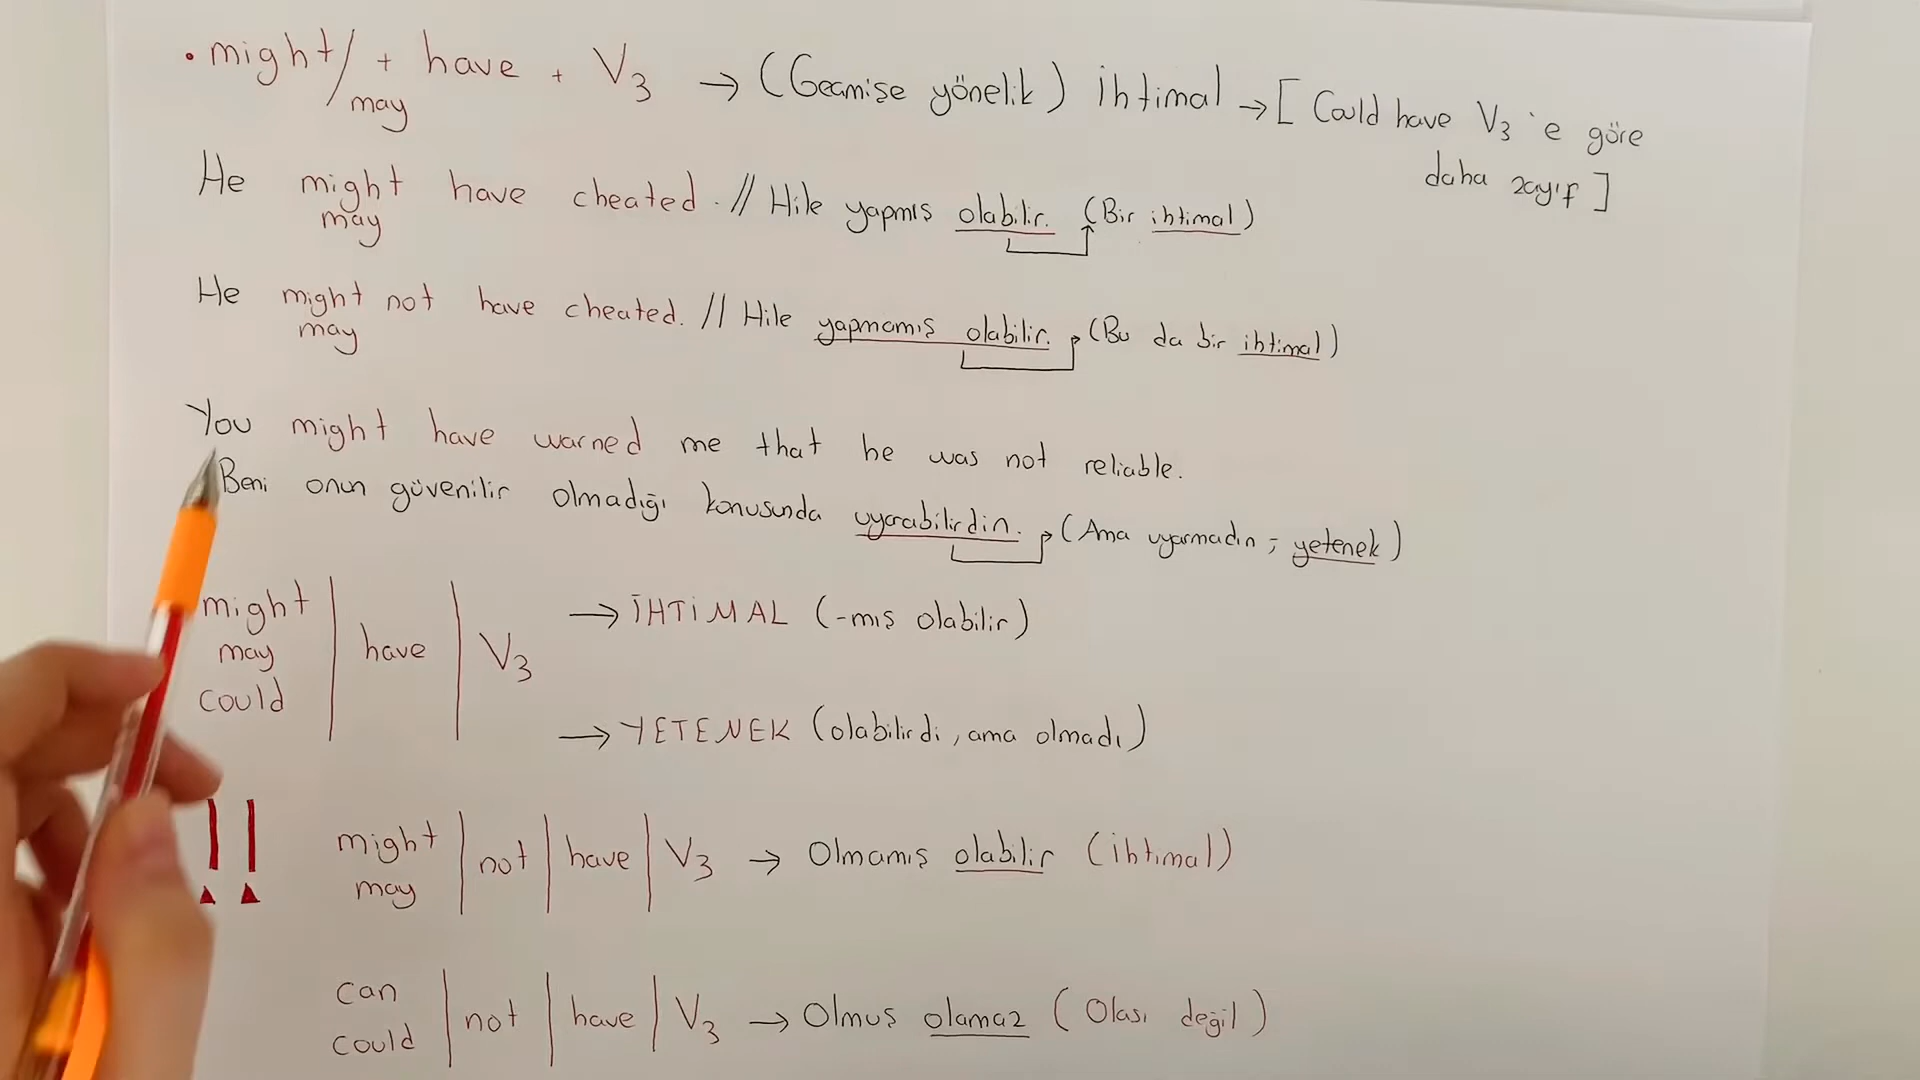 • might/may + have + V3 → (Gecmişe yönelik) İhtimal → [Could have V3'e göre
daha zayıf]
He might have cheated. // Hile yapmış olabilir. (Bir ihtimal)
may
He might not have cheated. // Hile yapmamış olabilir. (Bu da bir ihtimal)
may
You might have warned me that he was not reliable.
Beni onun güvenilir olmadığı konusunda uyarabilirdin. (Ama uyarmadın ; yetenek)
might
may | have | V3
could
→ İHTİMAL (-mış olabilir)
→ YETENEK (olabilirdi, ama olmadı)
!! might | not | have | V3 → Olmamış olabilir (ihtimal)
may
can | not | have | V3 → Olmuş olamaz (Olası değil)
could